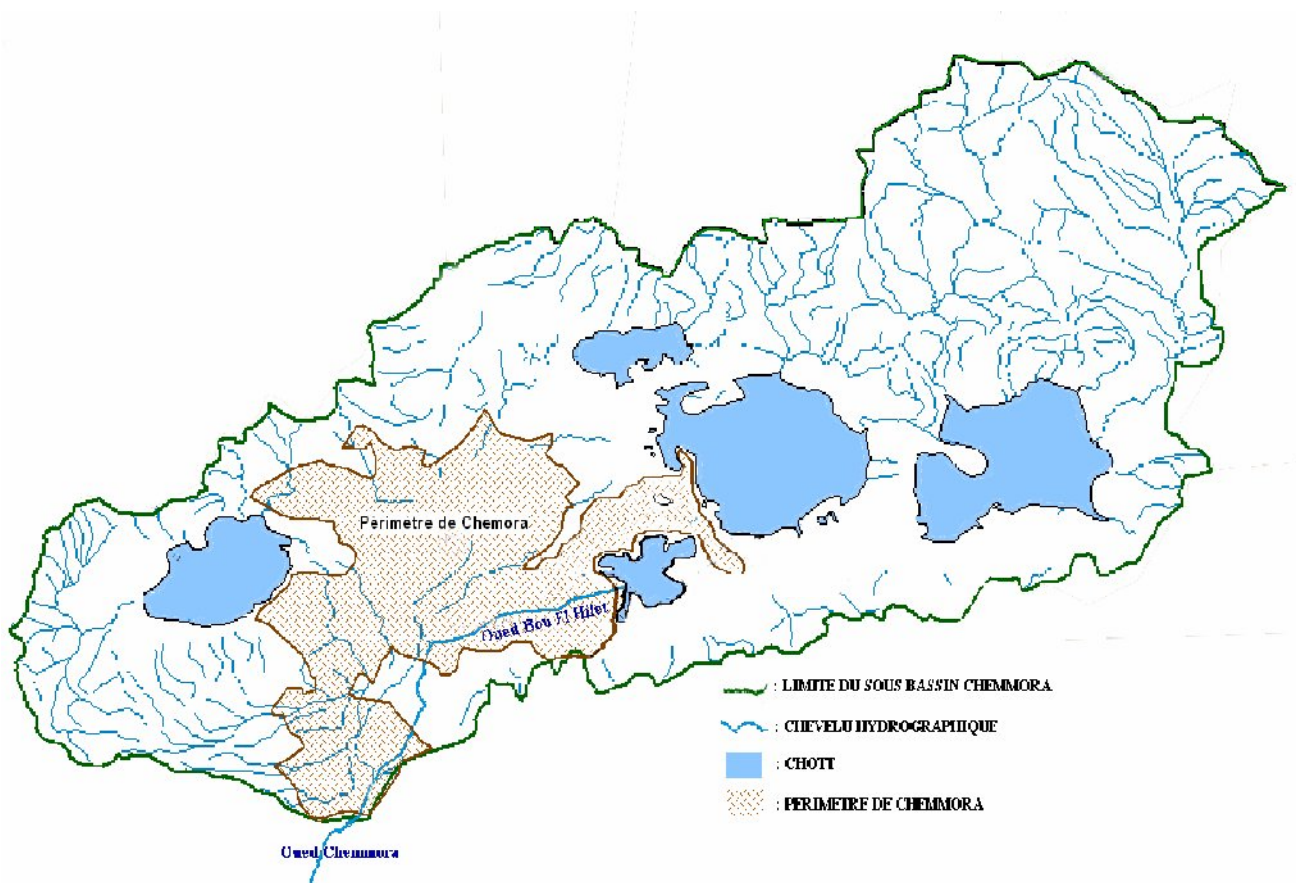 Périmètre de Chemora
Oued Bou El Hilet
: LIMITE DU SOUS BASSIN CHEMMORA
: CHEVELU HYDROGRAPHIQUE
: CHOTT
: PERIMETRE DE CHEMMORA
Oued Chemmora